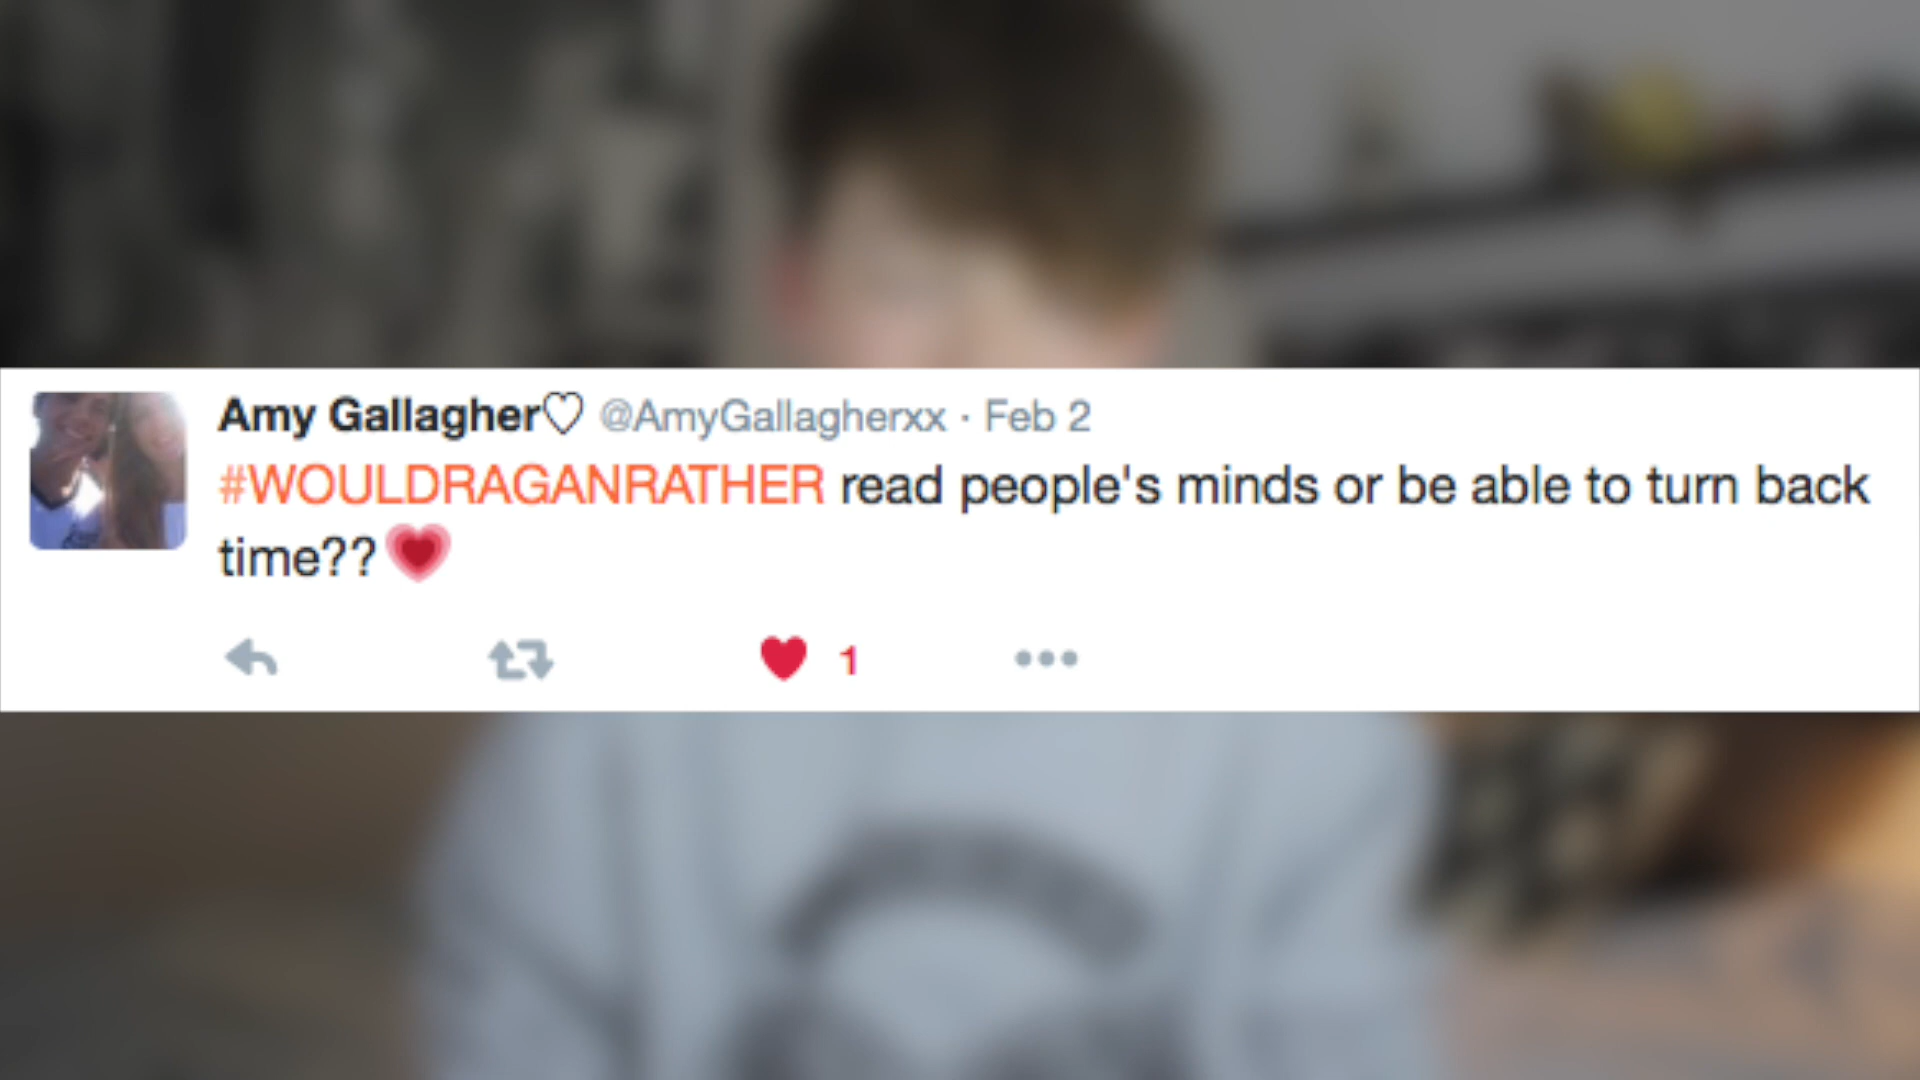 Amy Gallagher♡ @AmyGallagherxx · Feb 2
#WOULDRAGANRATHER read people's minds or be able to turn back
time??💗
1